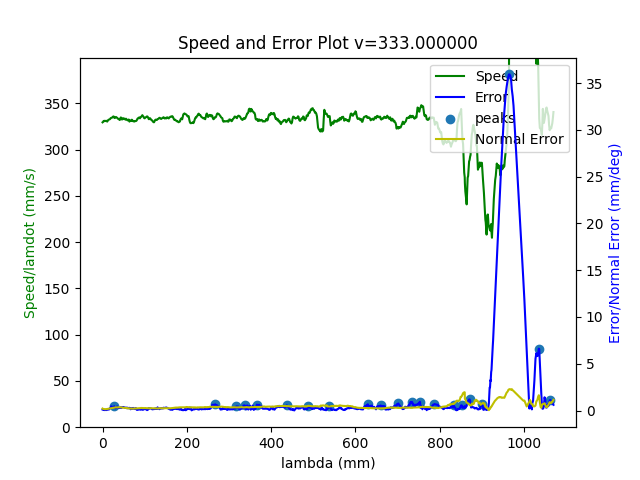 Speed and Error Plot v=333.000000
Speed
Error
peaks
Normal Error
Speed/lamdot (mm/s)
350
300
250
200
150
100
50
0
35
30
25
20
15
10
5
0
Error/Normal Error (mm/deg)
0 200 400 600 800 1000
lambda (mm)